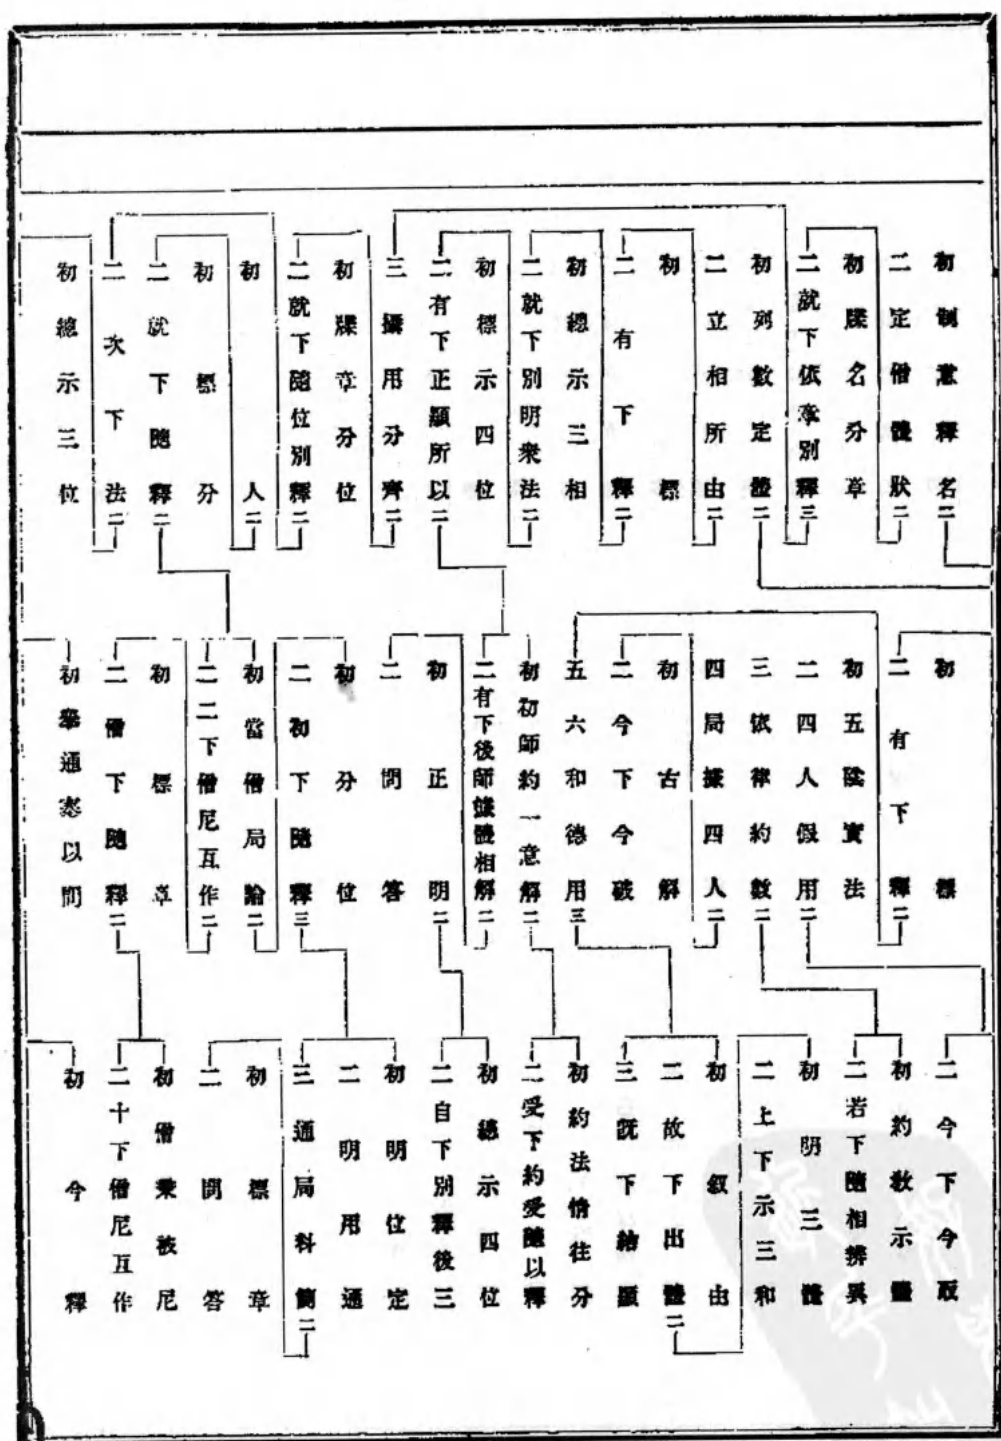 初制意釋名二
二定僧體狀二
初牒名分章
二就下依章別釋三
初列數定體二
二立相所由二
初標
二有下釋二
初總示三相
二就下別明衆法二
初標示四位
二有下正顯所以二
三攝用分齊二
初牒章分位
二就下隨位別釋二
初人二
初標分
二就下隨釋二
二次下法二
初總示三位
初標
二有下釋二
初五陰實法
二四人假用二
三依律約數二
四局據四人二
初古解
二今下今破
五六和德用三
初初師約一意解二
二有下後師據體相解二
初正明二
二問答
初分位
二初下隨釋三
初當僧局論二
二二下僧尼互作二
初標章
二僧下隨釋二
初舉通塞以問
二今下今
初約教示體
二若下隨相辨異
初明三體
二上下示三和
初叙由
二故下出體二
三既下結顯
初約法情往分
二受下約受隨以釋
初總示四位
二自下別釋後三
初明位定
二明用通
三通局料簡二
初標章
二問答
初僧秉被尼
二十下僧尼互作
初今釋